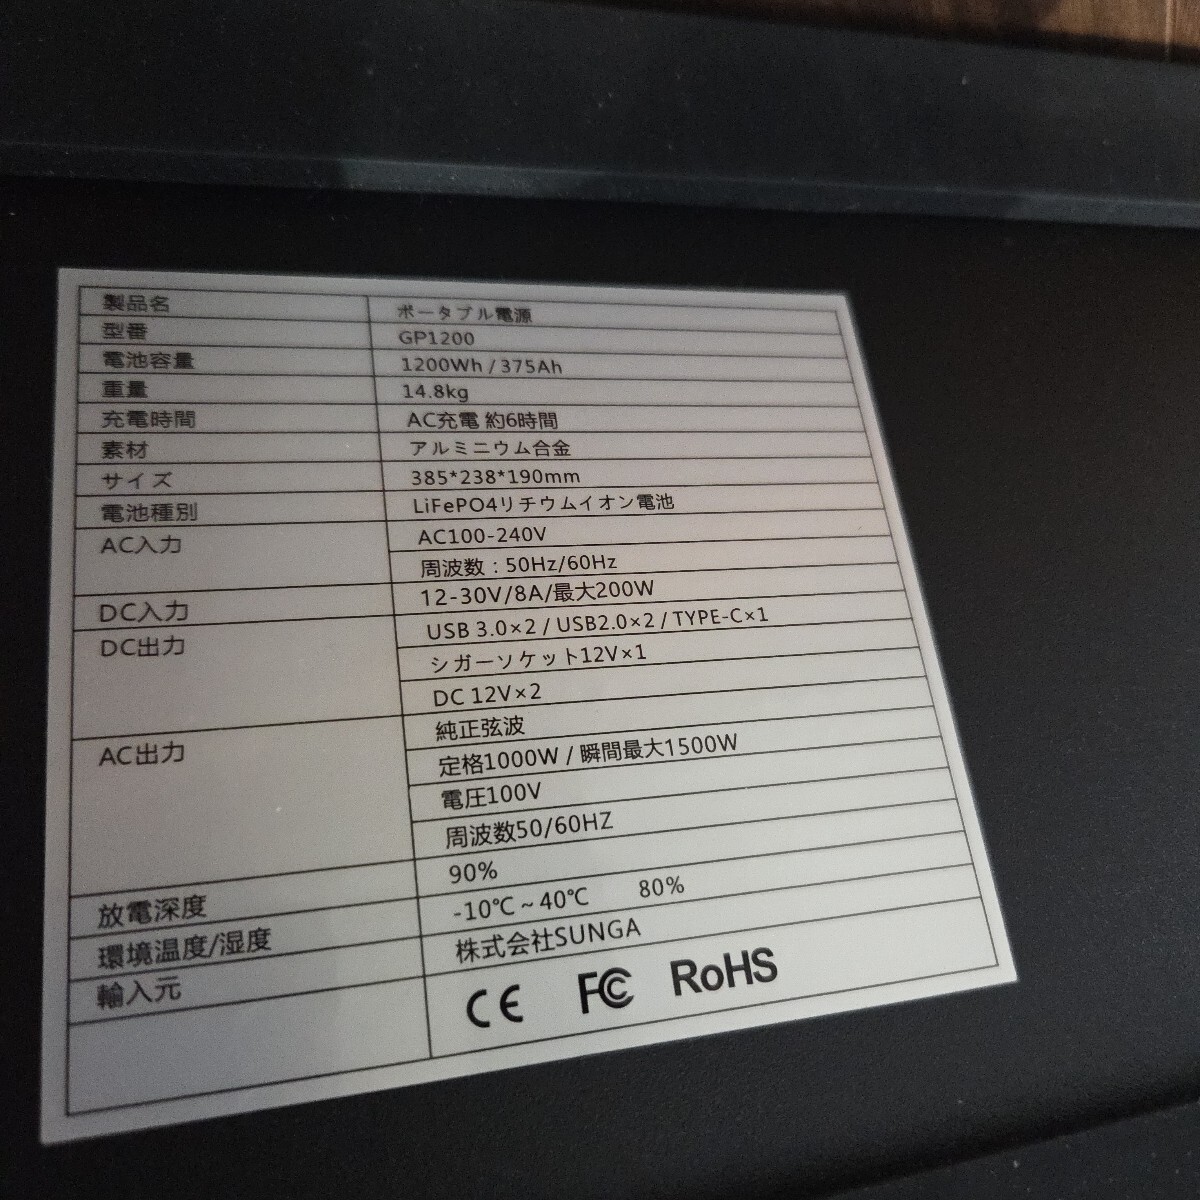 製品名 ポータブル電源
型番 GP1200
電池容量 1200Wh / 375Ah
重量 14.8kg
充電時間 AC充電 約6時間
素材 アルミニウム合金
サイズ 385*238*190mm
電池種別 LiFePO4リチウムイオン電池
AC入力 AC100-240V
周波数：50Hz/60Hz
DC入力 12-30V/8A/最大200W
DC出力 USB 3.0×2 / USB2.0×2 / TYPE-C×1
シガーソケット12V×1
DC 12V×2
AC出力 純正弦波
定格1000W / 瞬間最大1500W
電圧100V
周波数50/60HZ
放電深度 90%
環境温度/湿度 -10℃～40℃ 80%
輸入元 株式会社SUNGA
CE FC RoHS